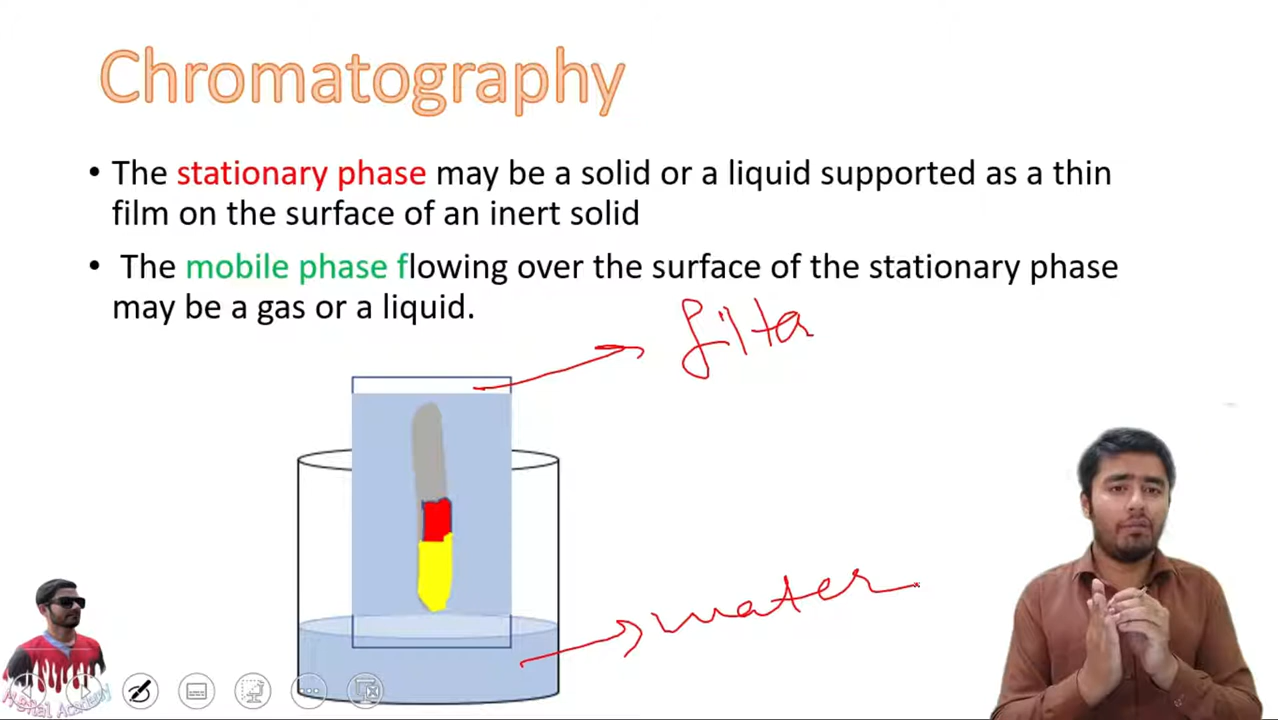 Chromatography
• The stationary phase may be a solid or a liquid supported as a thin
film on the surface of an inert solid
• The mobile phase flowing over the surface of the stationary phase
may be a gas or a liquid.
filta
water